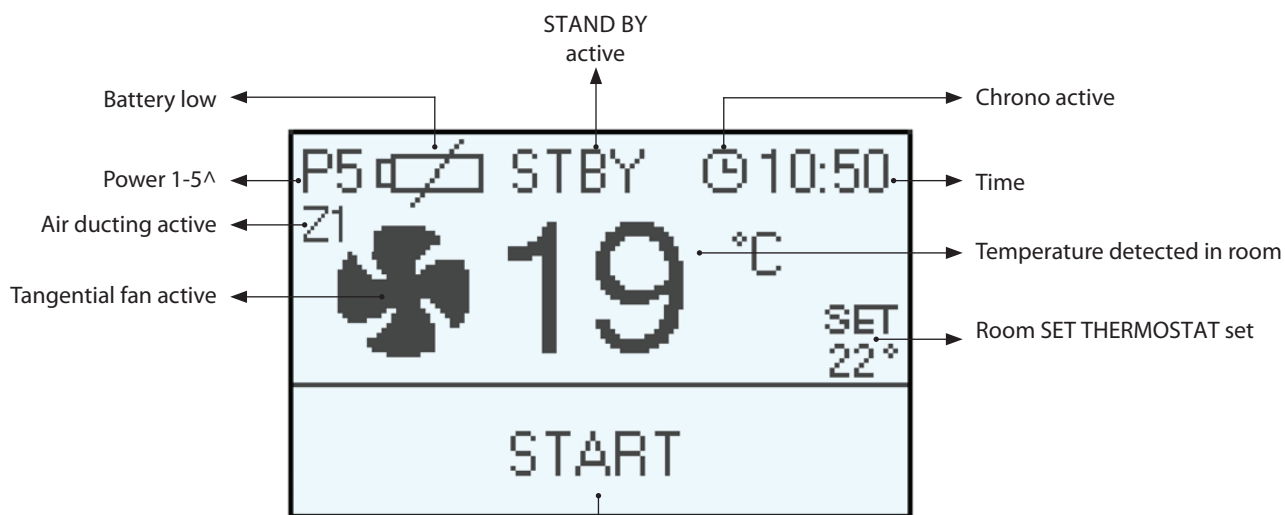 STAND BY
active
Battery low
Chrono active
P5 STBY 10:50
Power 1-5^
Time
Air ducting active
Z1
19 °C
Temperature detected in room
Tangential fan active
SET
22°
Room SET THERMOSTAT set
START